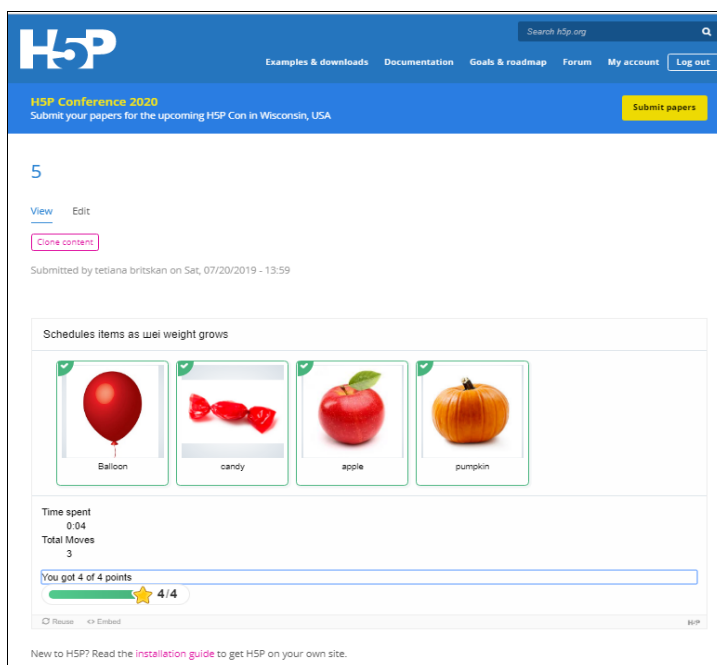 H5P
Search h5p.org
Examples & downloads Documentation Goals & roadmap Forum My account Log out
H5P Conference 2020
Submit your papers for the upcoming H5P Con in Wisconsin, USA
Submit papers
5
View Edit
Clone content
Submitted by tetiana britskan on Sat, 07/20/2019 - 13:59
Schedules items as шеі weight grows
Balloon candy apple pumpkin
Time spent
0:04
Total Moves
3
You got 4 of 4 points
4/4
Reuse <> Embed H5P
New to H5P? Read the installation guide to get H5P on your own site.